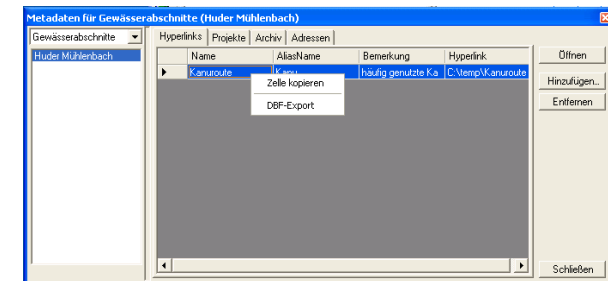 Metadaten für Gewässerabschnitte (Huder Mühlenbach)
Gewässerabschnitte
Hyperlinks Projekte Archiv Adressen
Öffnen
Huder Mühlenbach
Name AliasName Bemerkung Hyperlink
Kanuroute Kanu häufig genutzte Ka C:\temp\Kanuroute
Zelle kopieren
Hinzufügen..
DBF-Export
Entfernen
Schließen